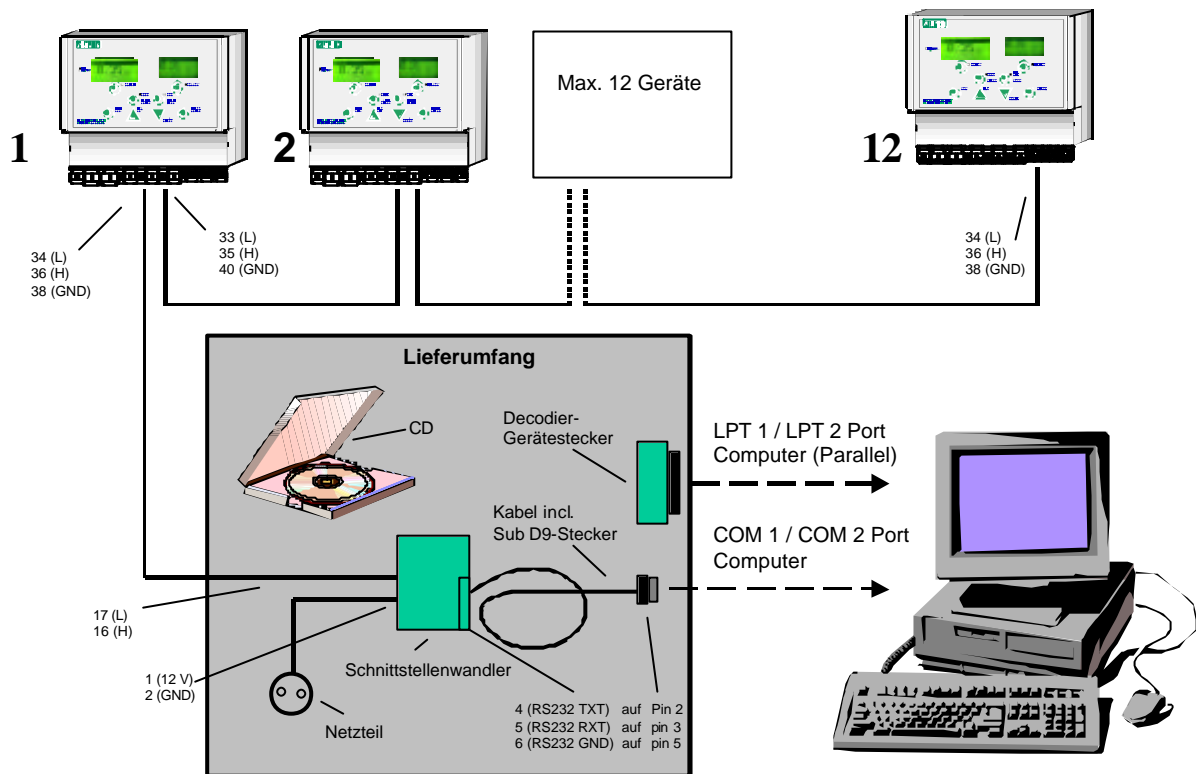 1
2
Max. 12 Geräte
12
34 (L)
36 (H)
38 (GND)
33 (L)
35 (H)
40 (GND)
34 (L)
36 (H)
38 (GND)
Lieferumfang
CD
Decodier-
Gerätestecker
LPT 1 / LPT 2 Port
Computer (Parallel)
Kabel incl.
Sub D9-Stecker
COM 1 / COM 2 Port
Computer
17 (L)
16 (H)
1 (12 V)
2 (GND)
Schnittstellenwandler
Netzteil
4 (RS232 TXT) auf Pin 2
5 (RS232 RXT) auf pin 3
6 (RS232 GND) auf pin 5